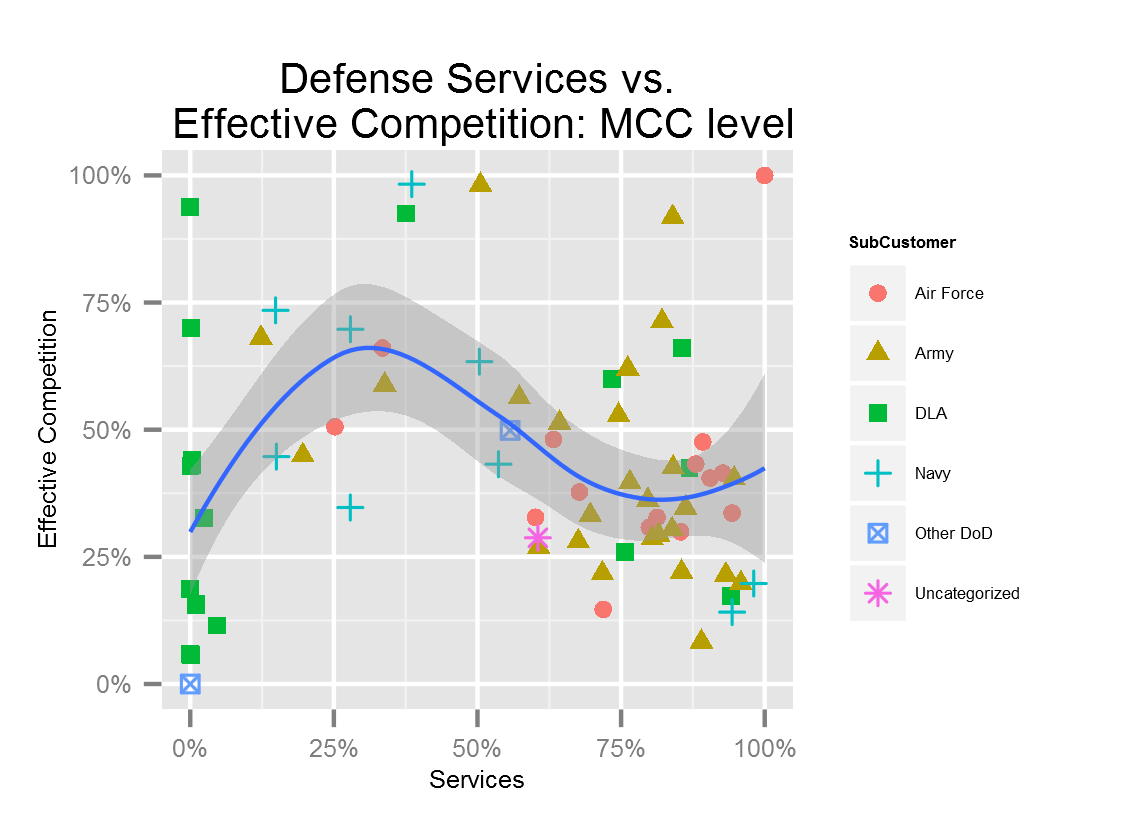 Defense Services vs.
Effective Competition: MCC level
100%
75%
50%
25%
0%
Effective Competition
0%
25%
50%
75%
100%
Services
SubCustomer
Air Force
Army
DLA
Navy
Other DoD
Uncategorized